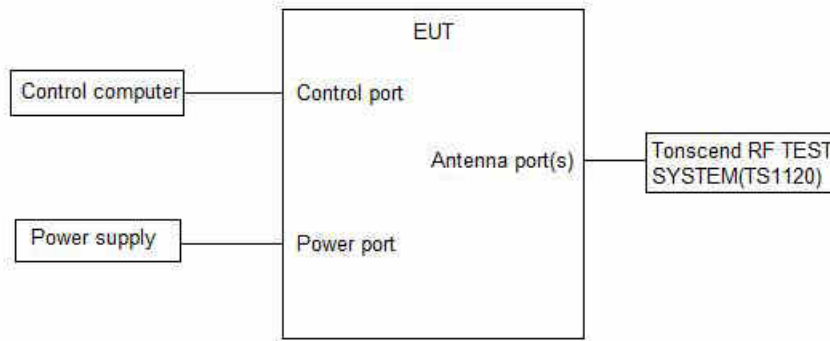 EUT
Control computer
Control port
Antenna port(s)
Tonscend RF TEST
SYSTEM(TS1120)
Power supply
Power port